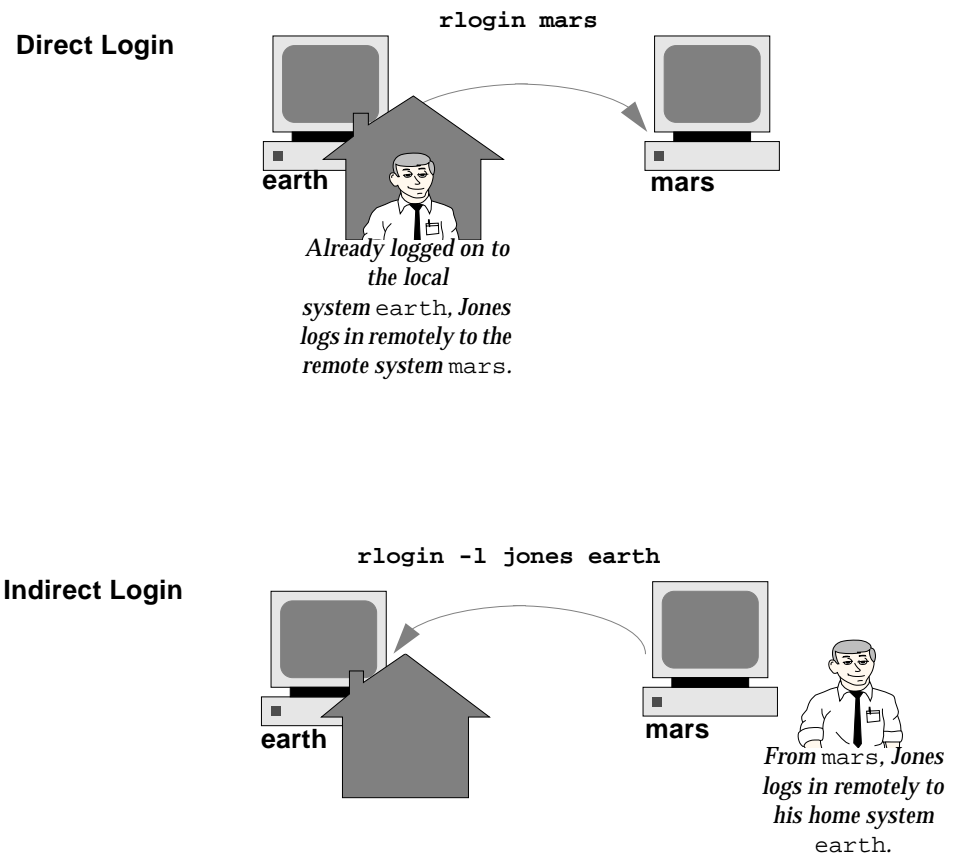 rlogin mars
Direct Login
earth
mars
Already logged on to
the local
system earth, Jones
logs in remotely to the
remote system mars.
rlogin -l jones earth
Indirect Login
earth
mars
From mars, Jones
logs in remotely to
his home system
earth.